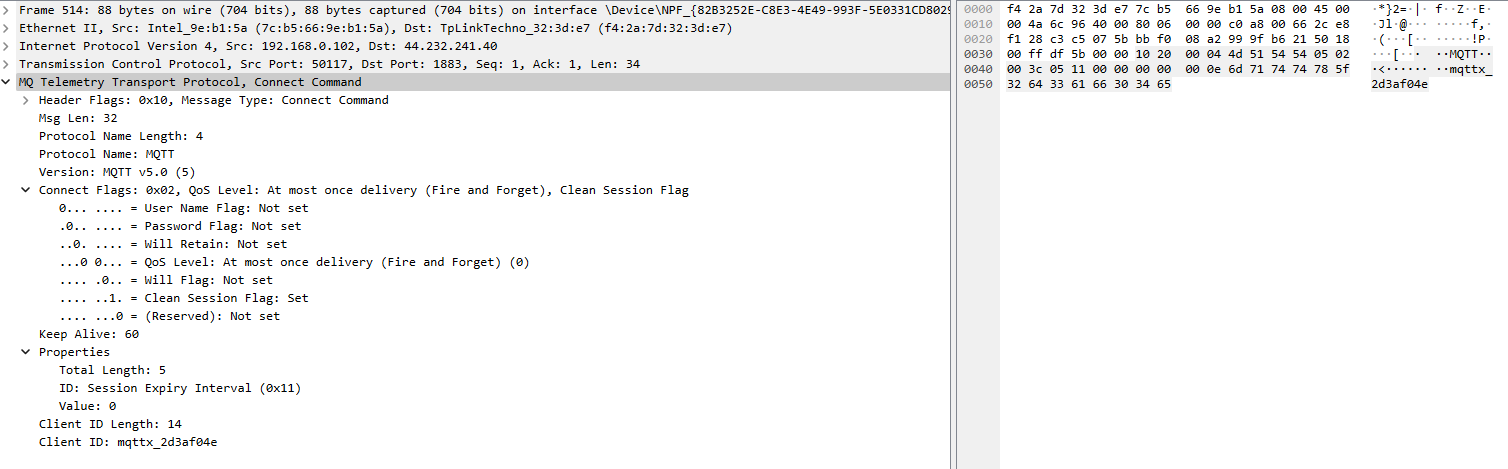 Frame 514: 88 bytes on wire (704 bits), 88 bytes captured (704 bits) on interface \Device\NPF_{82B3252E-C8E3-4E49-993F-5E0331CD8029
Ethernet II, Src: Intel_9e:b1:5a (7c:b5:66:9e:b1:5a), Dst: TpLinkTechno_32:3d:e7 (f4:2a:7d:32:3d:e7)
Internet Protocol Version 4, Src: 192.168.0.102, Dst: 44.232.241.40
Transmission Control Protocol, Src Port: 50117, Dst Port: 1883, Seq: 1, Ack: 1, Len: 34
MQ Telemetry Transport Protocol, Connect Command
Header Flags: 0x10, Message Type: Connect Command
Msg Len: 32
Protocol Name Length: 4
Protocol Name: MQTT
Version: MQTT v5.0 (5)
Connect Flags: 0x02, QoS Level: At most once delivery (Fire and Forget), Clean Session Flag
0... .... = User Name Flag: Not set
.0.. .... = Password Flag: Not set
..0. .... = Will Retain: Not set
...0 0... = QoS Level: At most once delivery (Fire and Forget) (0)
.... .0.. = Will Flag: Not set
.... ..1. = Clean Session Flag: Set
.... ...0 = (Reserved): Not set
Keep Alive: 60
Properties
Total Length: 5
ID: Session Expiry Interval (0x11)
Value: 0
Client ID Length: 14
Client ID: mqttx_2d3af04e
0000 f4 2a 7d 32 3d e7 7c b5 66 9e b1 5a 08 00 45 00 ·*}2=·|· f··Z··E·
0010 00 4a 6c 96 40 00 80 06 00 00 c0 a8 00 66 2c e8 ·Jl·@··· ·····f,·
0020 f1 28 c3 c5 07 5b bb f0 08 a2 99 9f b6 21 50 18 ·(···[·· ·····!P·
0030 00 ff df 5b 00 00 10 20 00 04 4d 51 54 54 05 02 ···[··· ··MQTT··
0040 00 3c 05 11 00 00 00 00 00 0e 6d 71 74 74 78 5f ·<······ ··mqttx_
0050 32 64 33 61 66 30 34 65 2d3af04e